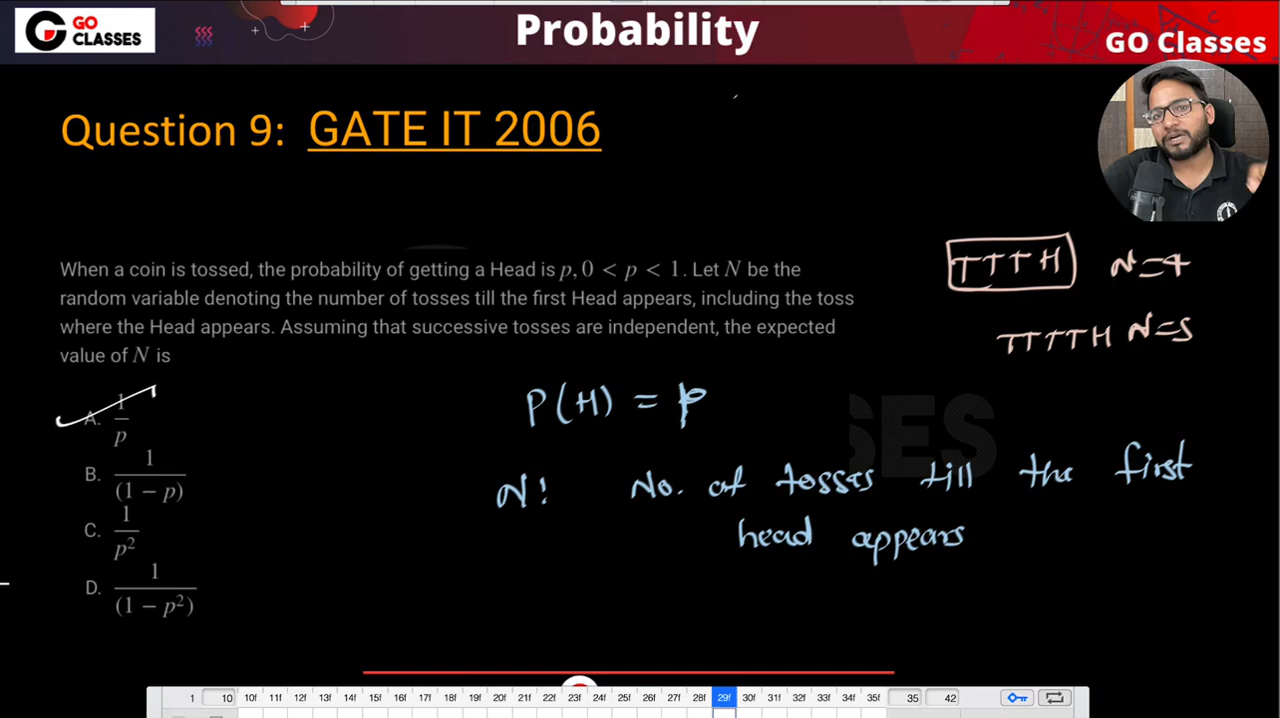 GO
CLASSES
Probability
GO Classes
Question 9: GATE IT 2006
When a coin is tossed, the probability of getting a Head is p, 0 < p < 1. Let N be the
random variable denoting the number of tosses till the first Head appears, including the toss
where the Head appears. Assuming that successive tosses are independent, the expected
value of N is
TTTH N=4
TTTTH N=5
A. 1/p
B. 1/(1 − p)
C. 1/p²
D. 1/(1 − p²)
P(H) = p
N: No. of tosses till the first
head appears
SES
1 10 10f 11f 12f 13f 14f 15f 16f 17f 18f 19f 20f 21f 22f 23f 24f 25f 26f 27f 28f 29f 30f 31f 32f 33f 34f 35f 35 42